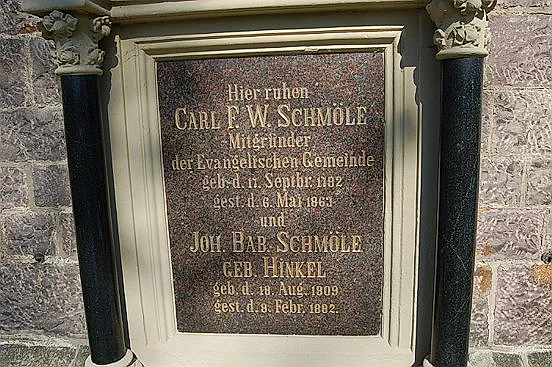 Hier ruhen
CARL F. W. SCHMÖLE
Mitgründer
der Evangelischen Gemeinde
geb. d. 11. Septbr. 1792
gest. d. 6. Mai 1863
und
JOH. BAB. SCHMÖLE
GEB. HINKEL
geb. d. 18. Aug. 1809
gest. d. 8. Febr. 1882.